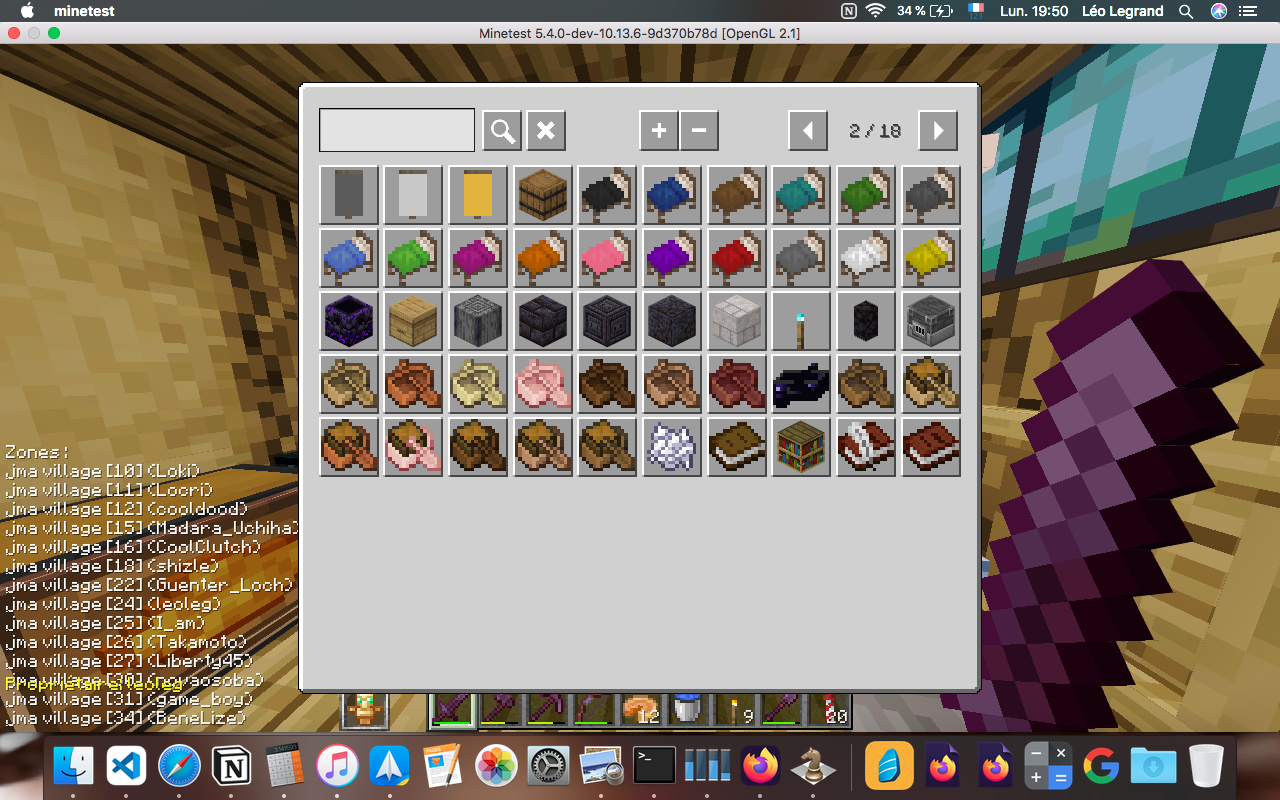 minetest
34 %
123
Lun. 19:50
Léo Legrand
Minetest 5.4.0-dev-10.13.6-9d370b78d [OpenGL 2.1]
2 / 18
Zones :
,jma village [10] (Loki)
,jma village [11] (Locri)
,jma village [12] (cooldood)
,jma village [15] (Madara_Uchiha)
,jma village [16] (CoolClutch)
,jma village [18] (shizle)
,jma village [22] (Guenter_Loch)
,jma village [24] (leoleg)
,jma village [25] (I_am)
,jma village [26] (Takamoto)
,jma village [27] (Liberty45)
,jma village [30]
,jma village [31] (game_boy)
,jma village [34] (BeneLize)
12
9
20